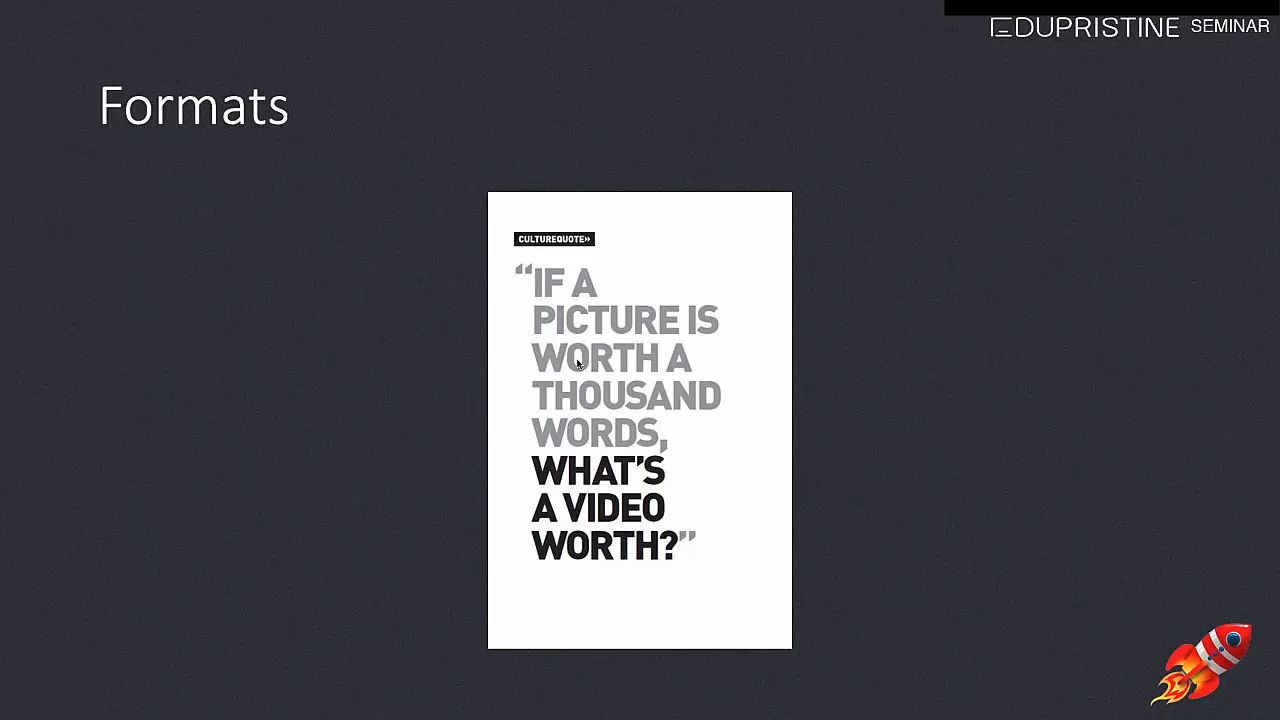 EDUPRISTINE SEMINAR
Formats
CULTUREQUOTE»
“IF A
PICTURE IS
WORTH A
THOUSAND
WORDS,
WHAT’S
A VIDEO
WORTH?”